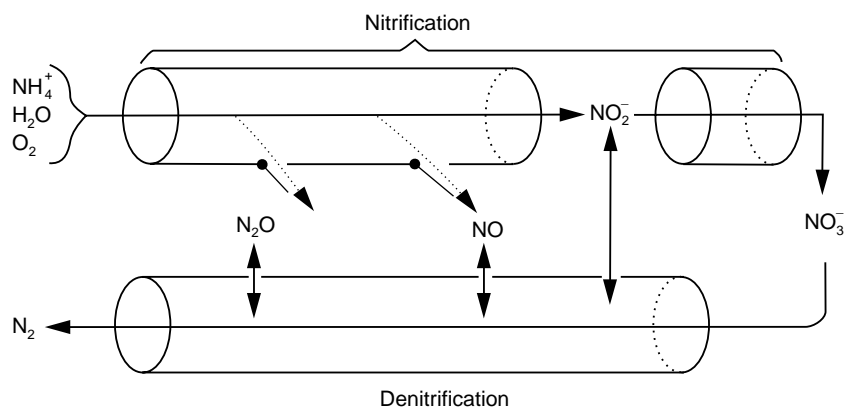 Nitrification
NH₄⁺
H₂O
O₂
NO₂⁻
N₂O
NO
NO₃⁻
N₂
Denitrification